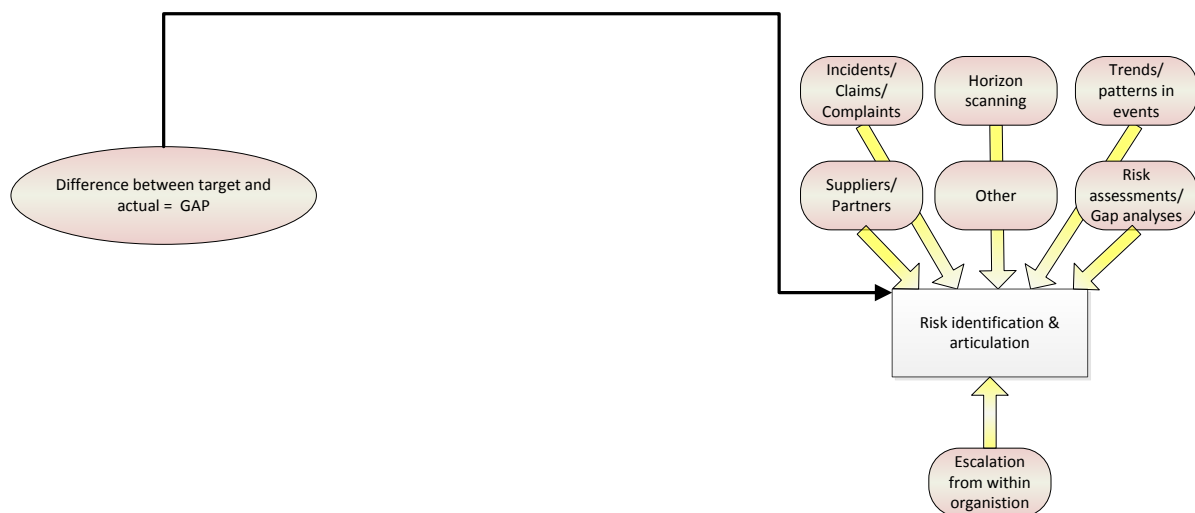 Incidents/
Claims/
Complaints
Horizon
scanning
Trends/
patterns in
events
Difference between target and
actual =  GAP
Suppliers/
Partners
Other
Risk
assessments/
Gap analyses
Risk identification &
articulation
Escalation
from within
organistion